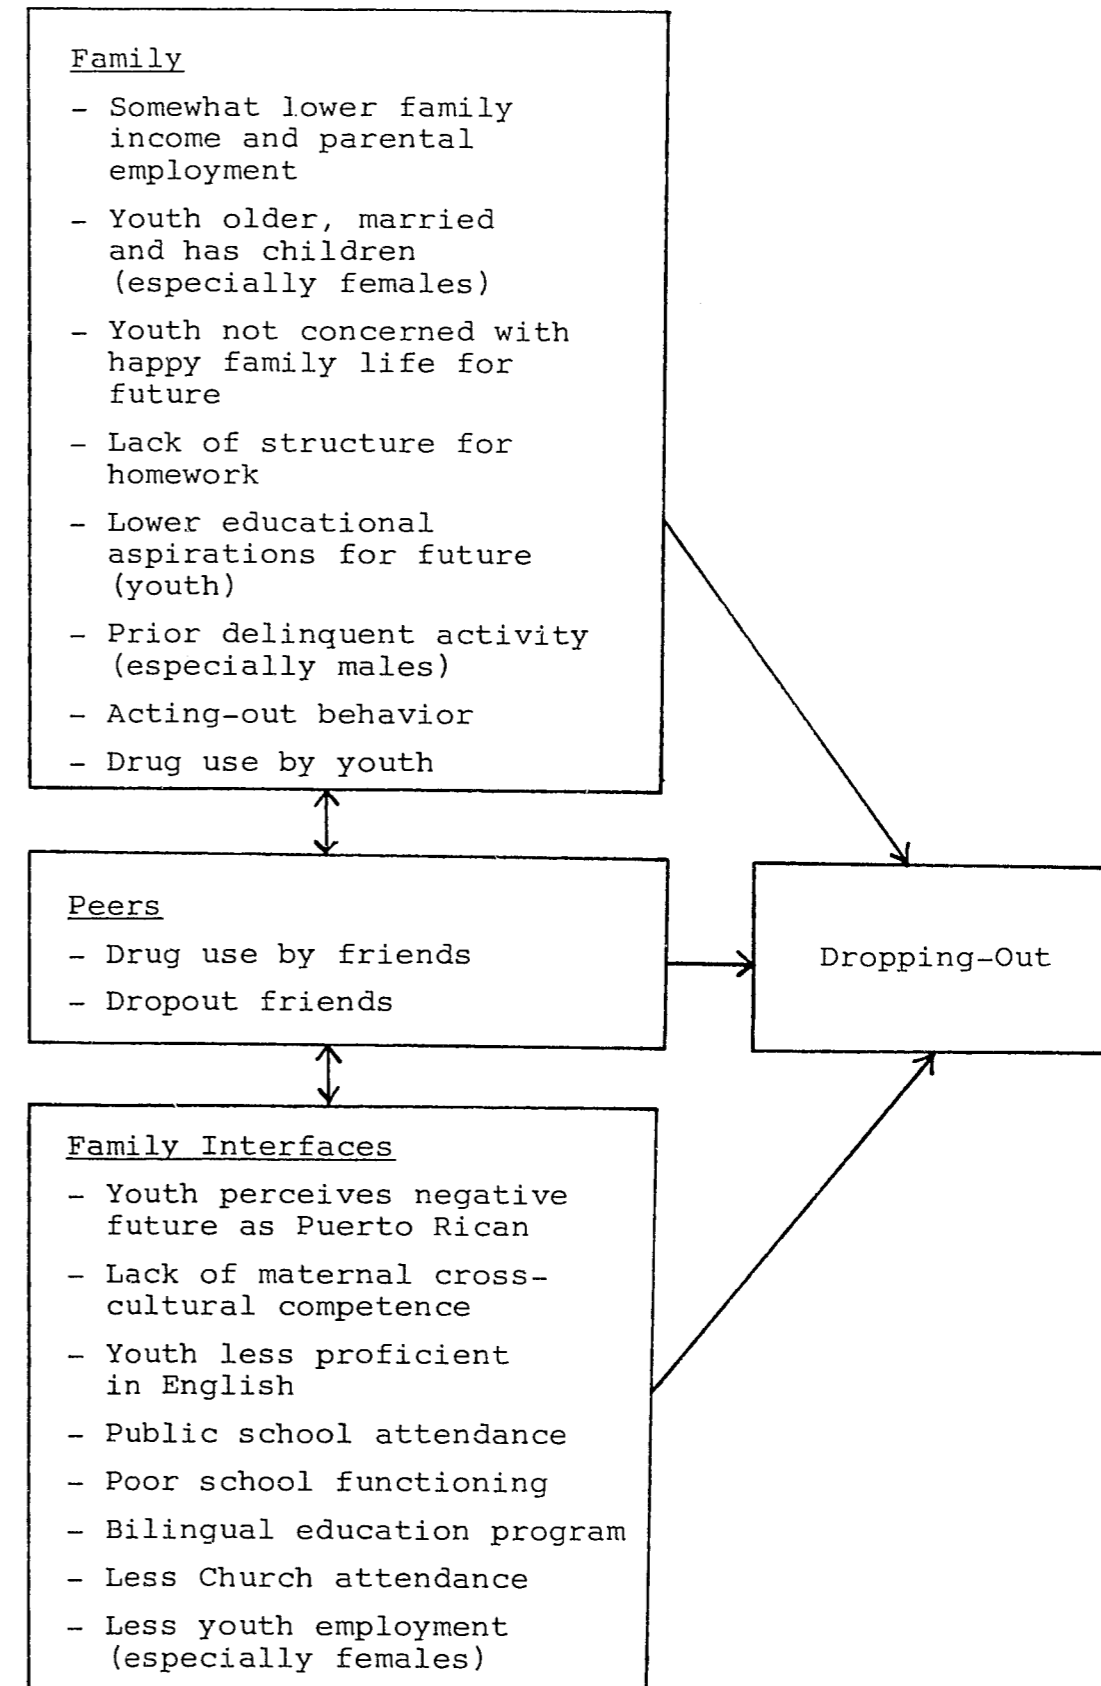 Family
- Somewhat lower family
income and parental
employment
- Youth older, married
and has children
(especially females)
- Youth not concerned with
happy family life for
future
- Lack of structure for
homework
- Lower educational
aspirations for future
(youth)
- Prior delinquent activity
(especially males)
- Acting-out behavior
- Drug use by youth
Peers
- Drug use by friends
- Dropout friends
Dropping-Out
Family Interfaces
- Youth perceives negative
future as Puerto Rican
- Lack of maternal cross-
cultural competence
- Youth less proficient
in English
- Public school attendance
- Poor school functioning
- Bilingual education program
- Less Church attendance
- Less youth employment
(especially females)